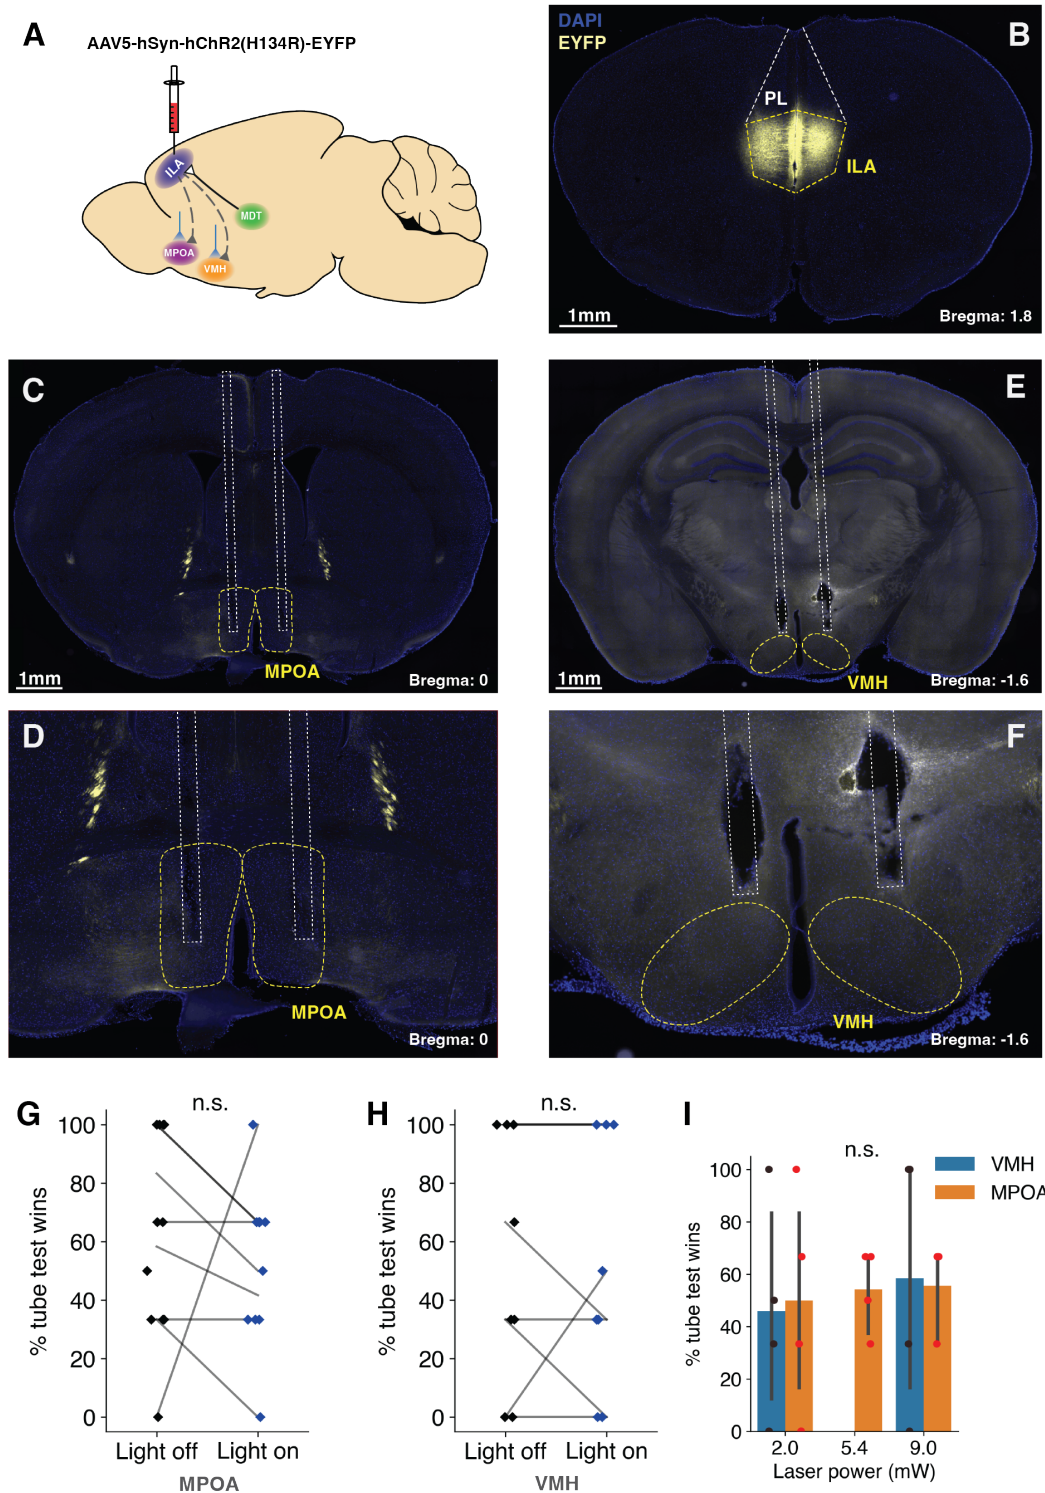 A
AAV5-hSyn-hChR2(H134R)-EYFP
ILA
MDT
MPOA
VMH
DAPI
EYFP
B
PL
ILA
1mm
Bregma: 1.8
C
MPOA
1mm
Bregma: 0
E
1mm
VMH
Bregma: -1.6
D
MPOA
Bregma: 0
F
VMH
Bregma: -1.6
G
n.s.
100
80
60
40
20
0
% tube test wins
Light off
Light on
MPOA
H
n.s.
100
80
60
40
20
0
% tube test wins
Light off
Light on
VMH
I
n.s.
VMH
MPOA
100
80
60
40
20
0
% tube test wins
2.0
5.4
9.0
Laser power (mW)